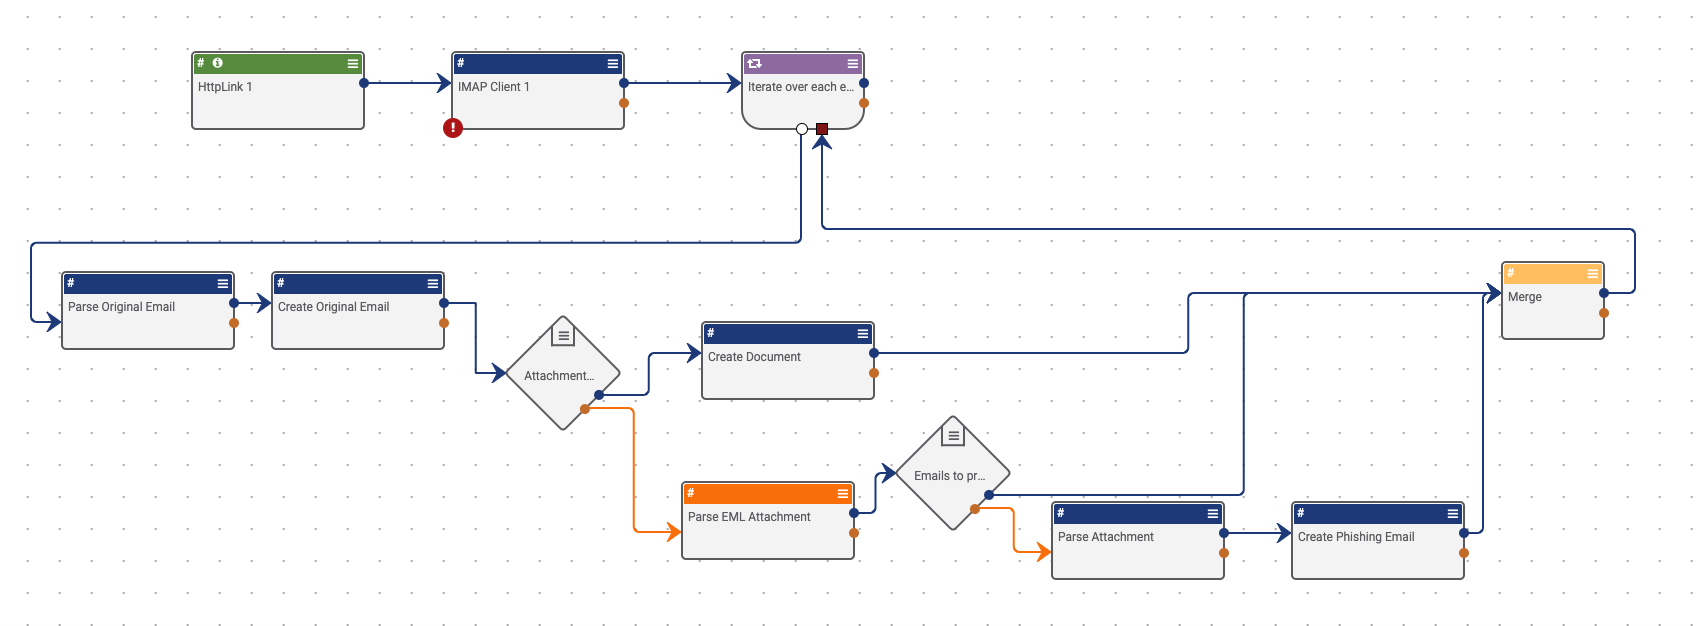 # HttpLink 1
# IMAP Client 1
!
Iterate over each e...
# Parse Original Email
# Create Original Email
Attachment...
# Create Document
# Merge
# Parse EML Attachment
Emails to pr...
# Parse Attachment
# Create Phishing Email